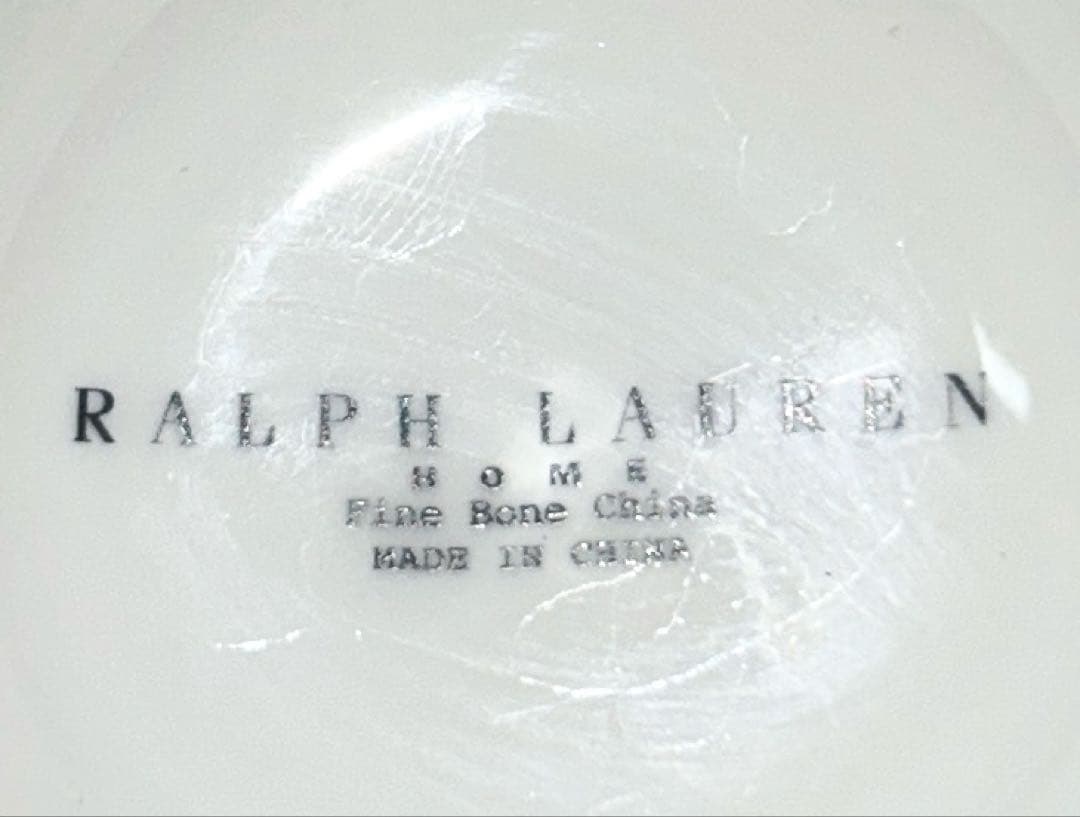 RALPH LAUREN
HOME
Fine Bone China
MADE IN CHINA